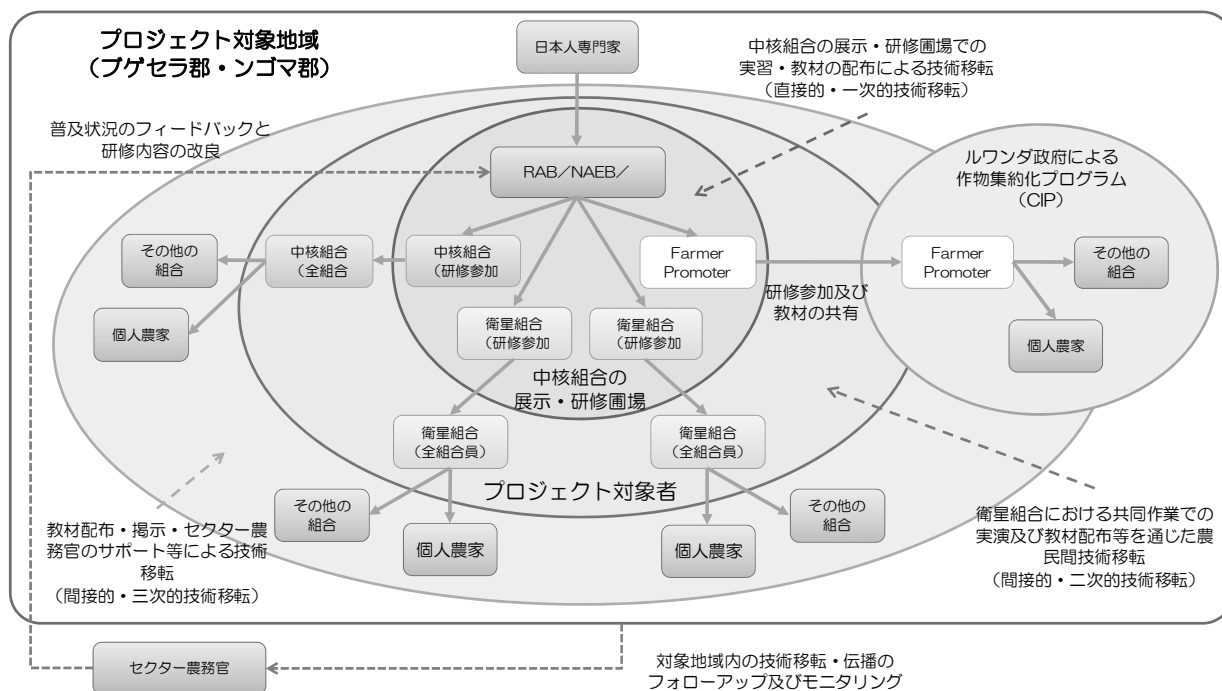 プロジェクト対象地域
（ブゲセラ郡・ンゴマ郡）
日本人専門家
中核組合の展示・研修圃場での
実習・教材の配布による技術移転
（直接的・一次的技術移転）
普及状況のフィードバックと
研修内容の改良
RAB／NAEB／
ルワンダ政府による
作物集約化プログラム
（CIP）
その他の
組合
中核組合
（全組合
中核組合
（研修参加
Farmer
Promoter
Farmer
Promoter
その他の
組合
研修参加及び
教材の共有
個人農家
衛星組合
（研修参加
衛星組合
（研修参加
個人農家
中核組合の
展示・研修圃場
衛星組合
（全組合員）
衛星組合
（全組合員）
プロジェクト対象者
その他の
組合
個人農家
個人農家
その他の
組合
教材配布・掲示・セクター農
務官のサポート等による技術
移転
（間接的・三次的技術移転）
衛星組合における共同作業での
実演及び教材配布等を通じた農
民間技術移転
（間接的・二次的技術移転）
セクター農務官
対象地域内の技術移転・伝播の
フォローアップ及びモニタリング